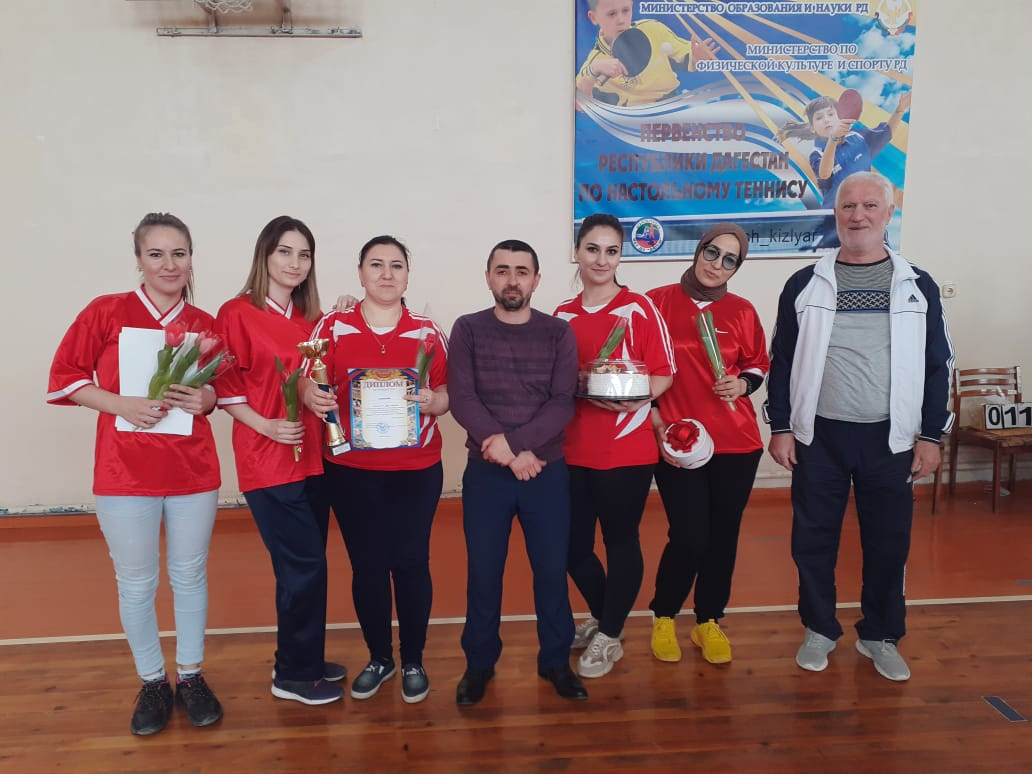 МИНИСТЕРСТВО ОБРАЗОВАНИЯ И НАУКИ РД
МИНИСТЕРСТВО ПО
ФИЗИЧЕСКОЙ КУЛЬТУРЕ И СПОРТУ РД
ПЕРВЕНСТВО
РЕСПУБЛИКИ ДАГЕСТАН
ПО НАСТОЛЬНОМУ ТЕННИСУ
h_kizlyar
ДИПЛОМ
0 11